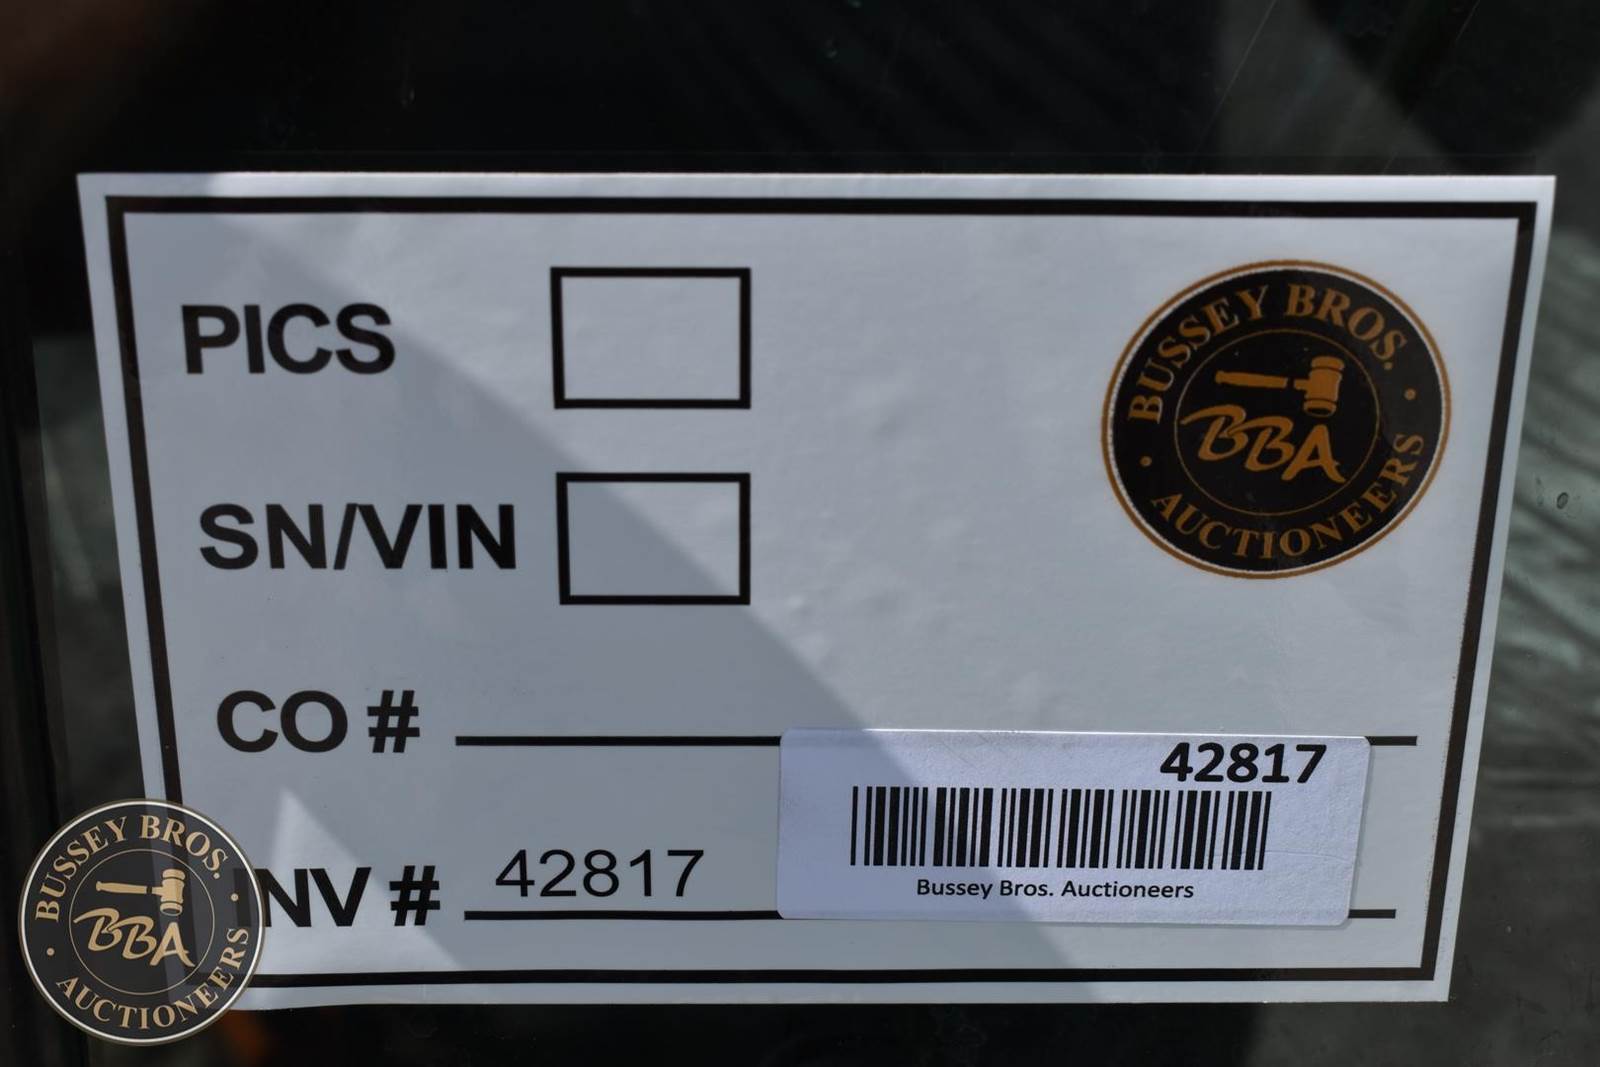 PICS
BUSSEY BROS.
BBA
AUCTIONEERS
SN/VIN
CO #
42817
INV # 42817
Bussey Bros. Auctioneers
BUSSEY BROS.
BBA
AUCTIONEERS